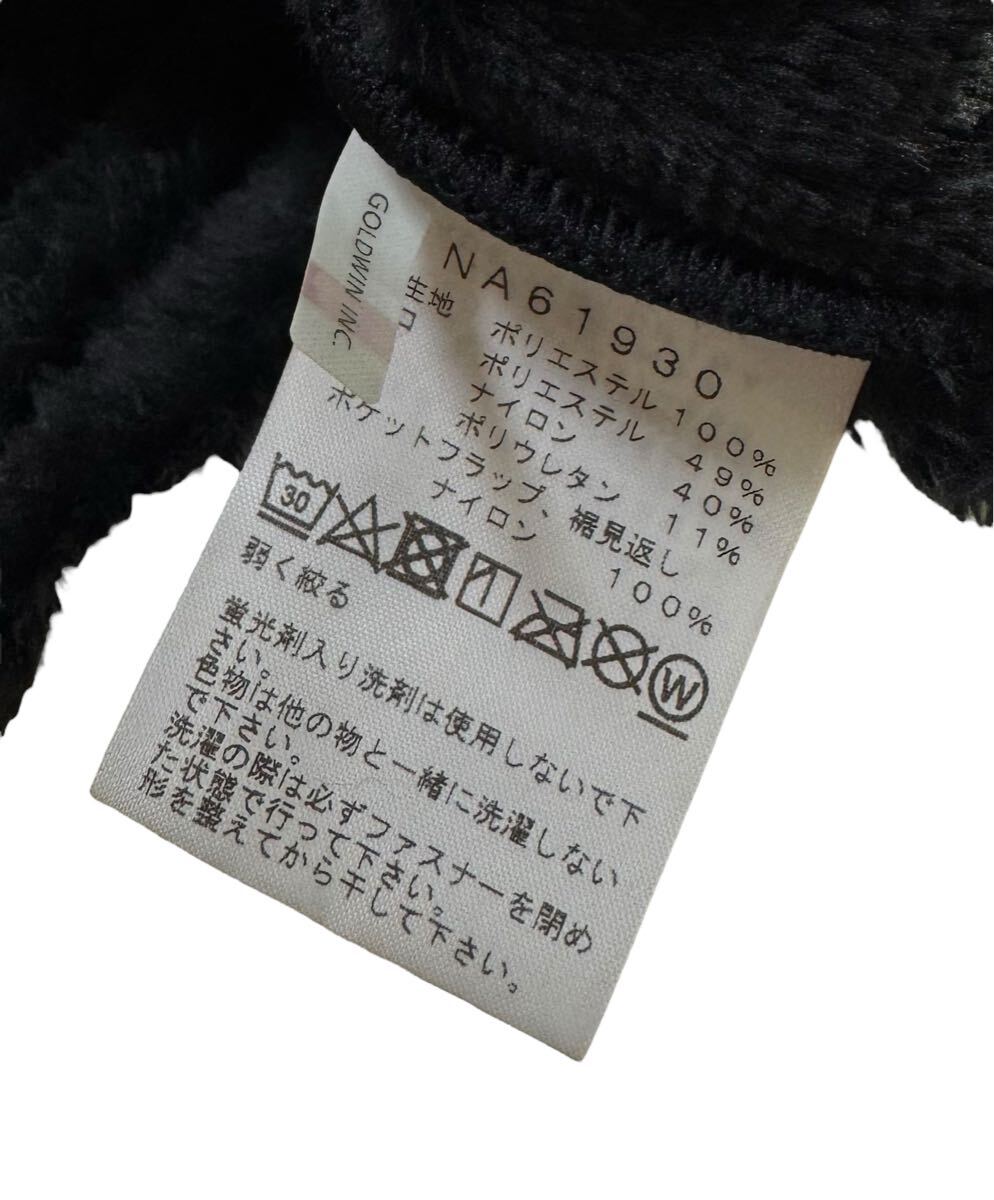 GOLDWIN INC.
NA61930
生地 ポリエステル 100%
ロ ポリエステル 49%
ナイロン 40%
ポリウレタン 11%
ポケットフラップ、裾見返し
ナイロン 100%
30
W
弱く絞る
蛍光剤入り洗剤は使用しないで下
さい。
色物は他の物と一緒に洗濯しない
で下さい。
洗濯の際は必ずファスナーを閉め
た状態で行って下さい。
形を整えてから干して下さい。